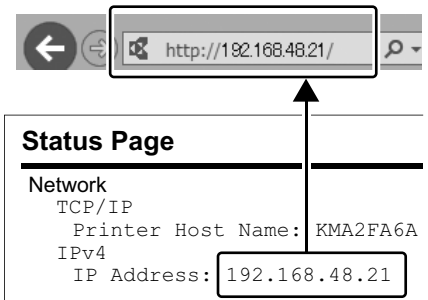 http://192.168.48.21/
Status Page
Network
TCP/IP
Printer Host Name: KMA2FA6A
IPv4
IP Address: 192.168.48.21